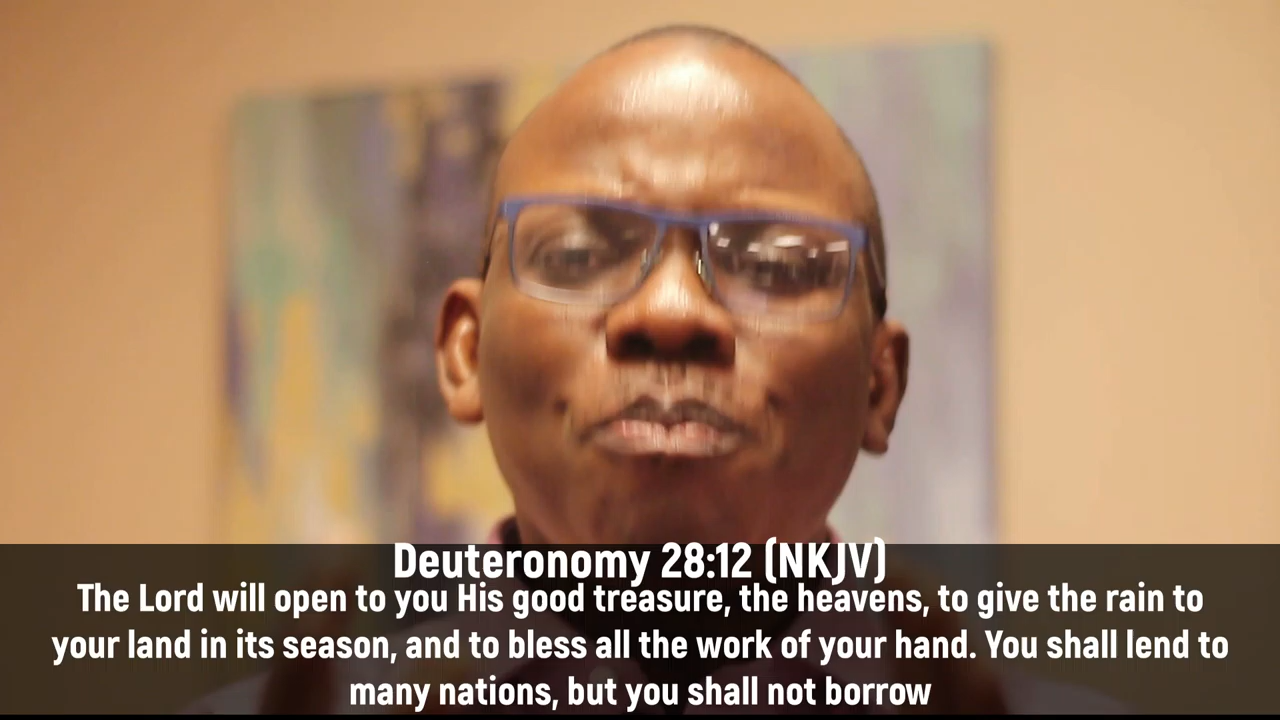 Deuteronomy 28:12 (NKJV)
The Lord will open to you His good treasure, the heavens, to give the rain to
your land in its season, and to bless all the work of your hand. You shall lend to
many nations, but you shall not borrow